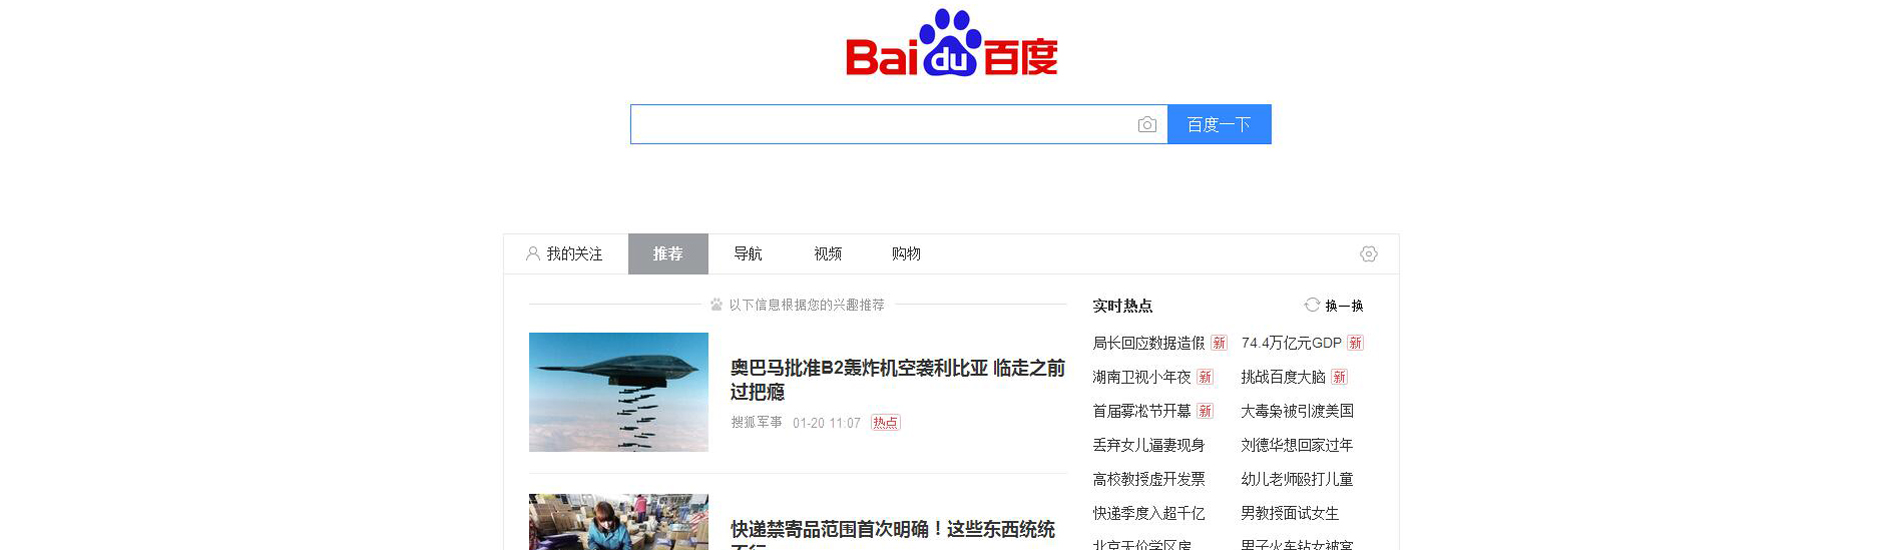 Bai du 百度
百度一下
我的关注 推荐 导航 视频 购物
以下信息根据您的兴趣推荐
奥巴马批准B2轰炸机空袭利比亚 临走之前
过把瘾
搜狐军事 01-20 11:07 热点
快递禁寄品范围首次明确！这些东西统统
不行
实时热点 换一换
局长回应数据造假 新 74.4万亿元GDP 新
湖南卫视小年夜 新 挑战百度大脑 新
首届雾凇节开幕 新 大毒枭被引渡美国
丢弃女儿逼妻现身 刘德华想回家过年
高校教授虚开发票 幼儿老师殴打儿童
快递季度入超千亿 男教授面试女生
北京天价学区房 男子火车钻女被窝